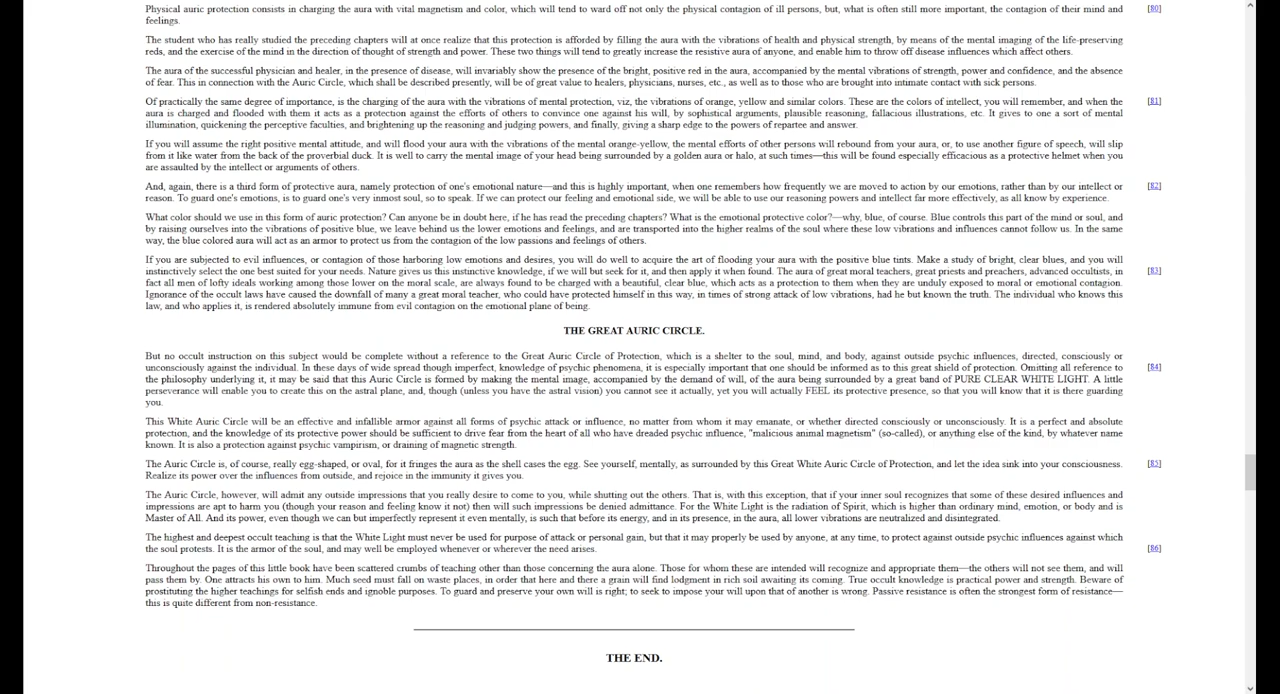 Physical auric protection consists in charging the aura with vital magnetism and color, which will tend to ward off not only the physical contagion of ill persons, but, what is often still more important, the contagion of their mind and [80]
feelings.
The student who has really studied the preceding chapters will at once realize that this protection is afforded by filling the aura with the vibrations of health and physical strength, by means of the mental imaging of the life-preserving
reds, and the exercise of the mind in the direction of thought of strength and power. These two things will tend to greatly increase the resistive aura of anyone, and enable him to throw off disease influences which affect others.
The aura of the successful physician and healer, in the presence of disease, will invariably show the presence of the bright, positive red in the aura, accompanied by the mental vibrations of strength, power and confidence, and the absence
of fear. This in connection with the Auric Circle, which shall be described presently, will be of great value to healers, physicians, nurses, etc., as well as to those who are brought into intimate contact with sick persons.
Of practically the same degree of importance, is the charging of the aura with the vibrations of mental protection, viz, the vibrations of orange, yellow and similar colors. These are the colors of intellect, you will remember, and when the [81]
aura is charged and flooded with them it acts as a protection against the efforts of others to convince one against his will, by sophistical arguments, plausible reasoning, fallacious illustrations, etc. It gives to one a sort of mental
illumination, quickening the perceptive faculties, and brightening up the reasoning and judging powers, and finally, giving a sharp edge to the powers of repartee and answer.
If you will assume the right positive mental attitude, and will flood your aura with the vibrations of the mental orange-yellow, the mental efforts of other persons will rebound from your aura, or, to use another figure of speech, will slip
from it like water from the back of the proverbial duck. It is well to carry the mental image of your head being surrounded by a golden aura or halo, at such times—this will be found especially efficacious as a protective helmet when you
are assaulted by the intellect or arguments of others.
And, again, there is a third form of protective aura, namely protection of one's emotional nature—and this is highly important, when one remembers how frequently we are moved to action by our emotions, rather than by our intellect or [82]
reason. To guard one's emotions, is to guard one's very inmost soul, so to speak. If we can protect our feeling and emotional side, we will be able to use our reasoning powers and intellect far more effectively, as all know by experience.
What color should we use in this form of auric protection? Can anyone be in doubt here, if he has read the preceding chapters? What is the emotional protective color?—why, blue, of course. Blue controls this part of the mind or soul, and
by raising ourselves into the vibrations of positive blue, we leave behind us the lower emotions and feelings, and are transported into the higher realms of the soul where these low vibrations and influences cannot follow us. In the same
way, the blue colored aura will act as an armor to protect us from the contagion of the low passions and feelings of others.
If you are subjected to evil influences, or contagion of those harboring low emotions and desires, you will do well to acquire the art of flooding your aura with the positive blue tints. Make a study of bright, clear blues, and you will
instinctively select the one best suited for your needs. Nature gives us this instinctive knowledge, if we will but seek for it, and then apply it when found. The aura of great moral teachers, great priests and preachers, advanced occultists, in [83]
fact all men of lofty ideals working among those lower on the moral scale, are always found to be charged with a beautiful, clear blue, which acts as a protection to them when they are unduly exposed to moral or emotional contagion.
Ignorance of the occult laws have caused the downfall of many a great moral teacher, who could have protected himself in this way, in times of strong attack of low vibrations, had he but known the truth. The individual who knows this
law, and who applies it, is rendered absolutely immune from evil contagion on the emotional plane of being.
THE GREAT AURIC CIRCLE.
But no occult instruction on this subject would be complete without a reference to the Great Auric Circle of Protection, which is a shelter to the soul, mind, and body, against outside psychic influences, directed, consciously or
unconsciously against the individual. In these days of wide spread though imperfect, knowledge of psychic phenomena, it is especially important that one should be informed as to this great shield of protection. Omitting all reference to [84]
the philosophy underlying it, it may be said that this Auric Circle is formed by making the mental image, accompanied by the demand of will, of the aura being surrounded by a great band of PURE CLEAR WHITE LIGHT. A little
perseverance will enable you to create this on the astral plane, and, though (unless you have the astral vision) you cannot see it actually, yet you will actually FEEL its protective presence, so that you will know that it is there guarding
you.
This White Auric Circle will be an effective and infallible armor against all forms of psychic attack or influence, no matter from whom it may emanate, or whether directed consciously or unconsciously. It is a perfect and absolute
protection, and the knowledge of its protective power should be sufficient to drive fear from the heart of all who have dreaded psychic influence, "malicious animal magnetism" (so-called), or anything else of the kind, by whatever name
known. It is also a protection against psychic vampirism, or draining of magnetic strength.
The Auric Circle is, of course, really egg-shaped, or oval, for it fringes the aura as the shell cases the egg. See yourself, mentally, as surrounded by this Great White Auric Circle of Protection, and let the idea sink into your consciousness. [85]
Realize its power over the influences from outside, and rejoice in the immunity it gives you.
The Auric Circle, however, will admit any outside impressions that you really desire to come to you, while shutting out the others. That is, with this exception, that if your inner soul recognizes that some of these desired influences and
impressions are apt to harm you (though your reason and feeling know it not) then will such impressions be denied admittance. For the White Light is the radiation of Spirit, which is higher than ordinary mind, emotion, or body and is
Master of All. And its power, even though we can but imperfectly represent it even mentally, is such that before its energy, and in its presence, in the aura, all lower vibrations are neutralized and disintegrated.
The highest and deepest occult teaching is that the White Light must never be used for purpose of attack or personal gain, but that it may properly be used by anyone, at any time, to protect against outside psychic influences against which
the soul protests. It is the armor of the soul, and may well be employed whenever or wherever the need arises. [86]
Throughout the pages of this little book have been scattered crumbs of teaching other than those concerning the aura alone. Those for whom these are intended will recognize and appropriate them—the others will not see them, and will
pass them by. One attracts his own to him. Much seed must fall on waste places, in order that here and there a grain will find lodgment in rich soil awaiting its coming. True occult knowledge is practical power and strength. Beware of
prostituting the higher teachings for selfish ends and ignoble purposes. To guard and preserve your own will is right; to seek to impose your will upon that of another is wrong. Passive resistance is often the strongest form of resistance—
this is quite different from non-resistance.
THE END.